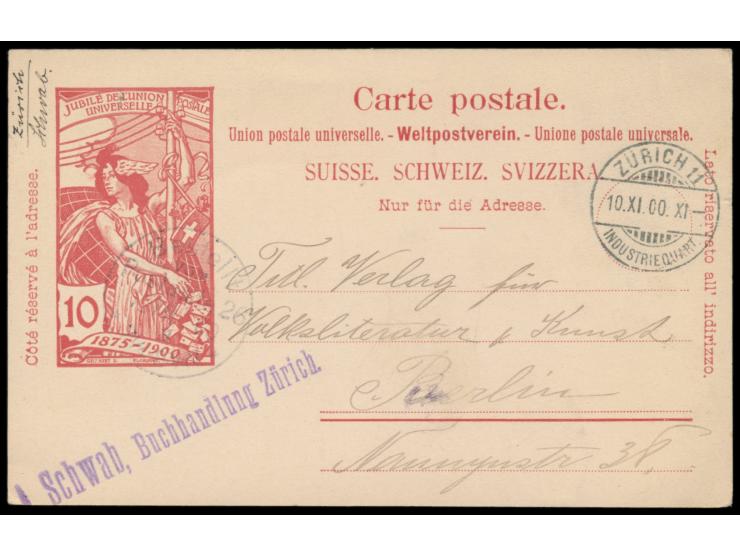 Zürich
Schwab.
Côté réservé à l'adresse.
JUBILÉ DE L'UNION
UNIVERSELLE POSTALE
10
1875-1900
Carte postale.
Union postale universelle. - Weltpostverein. - Unione postale universale.
SUISSE. SCHWEIZ. SVIZZERA
Nur für die Adresse.
ZÜRICH 11
10.XI.00. XI
INDUSTRIEQUART.
Lato riservato all' indirizzo.
Titl. Verlag für
Volksliteratur & Kunst
Berlin
Naunynstr 38.
Schwab, Buchhandlung Zürich.